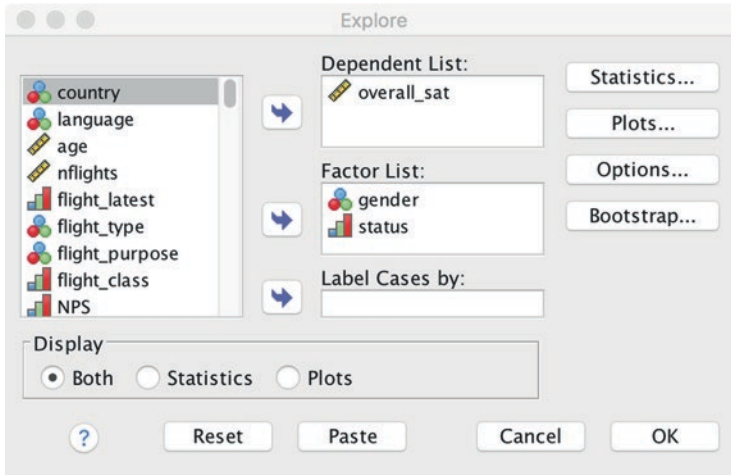 Explore
country
language
age
nflights
flight_latest
flight_type
flight_purpose
flight_class
NPS
Dependent List:
overall_sat
Factor List:
gender
status
Label Cases by:
Statistics...
Plots...
Options...
Bootstrap...
Display
Both Statistics Plots
? Reset Paste Cancel OK